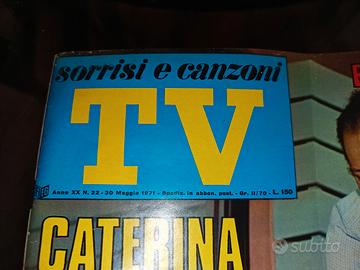 sorrisi e canzoni
TV
Anno XX N. 22 - 30 Maggio 1971 - Spediz. in abbon. post. - Gr. II/70 - L. 150
CATERINA
subito